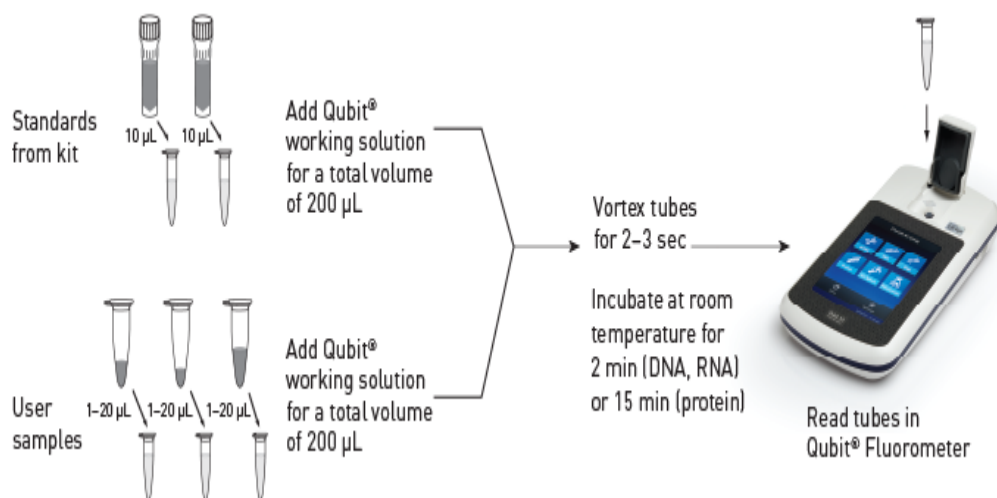 Standards
from kit
10 µL
10 µL
Add Qubit®
working solution
for a total volume
of 200 µL
User
samples
1–20 µL
1–20 µL
1–20 µL
Add Qubit®
working solution
for a total volume
of 200 µL
Vortex tubes
for 2–3 sec
Incubate at room
temperature for
2 min (DNA, RNA)
or 15 min (protein)
Read tubes in
Qubit® Fluorometer